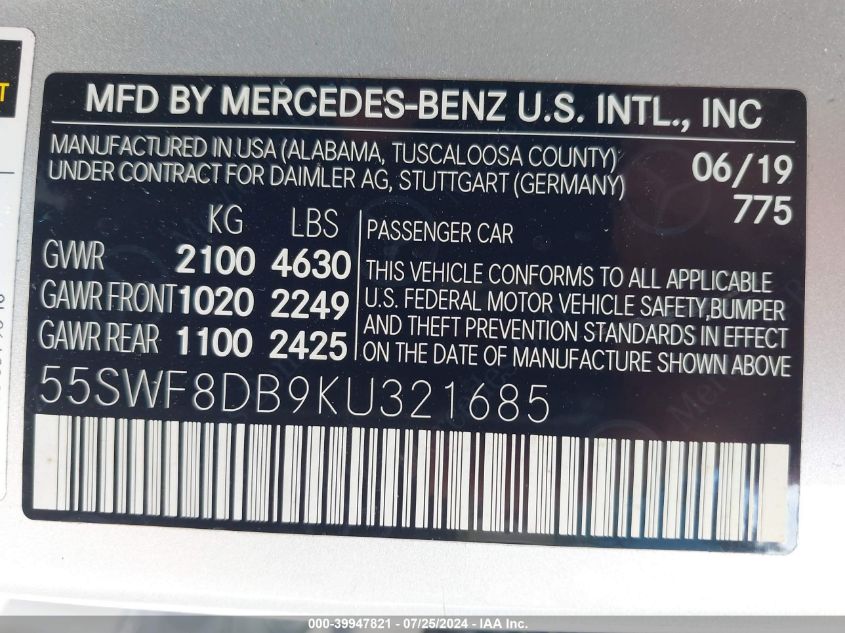 MFD BY MERCEDES-BENZ U.S. INTL., INC
MANUFACTURED IN USA (ALABAMA, TUSCALOOSA COUNTY)
UNDER CONTRACT FOR DAIMLER AG, STUTTGART (GERMANY)
06/19
775
KG LBS
GVWR 2100 4630
GAWR FRONT 1020 2249
GAWR REAR 1100 2425
PASSENGER CAR
THIS VEHICLE CONFORMS TO ALL APPLICABLE
U.S. FEDERAL MOTOR VEHICLE SAFETY,BUMPER
AND THEFT PREVENTION STANDARDS IN EFFECT
ON THE DATE OF MANUFACTURE SHOWN ABOVE
55SWF8DB9KU321685
000-39947821 - 07/25/2024 - IAA Inc.